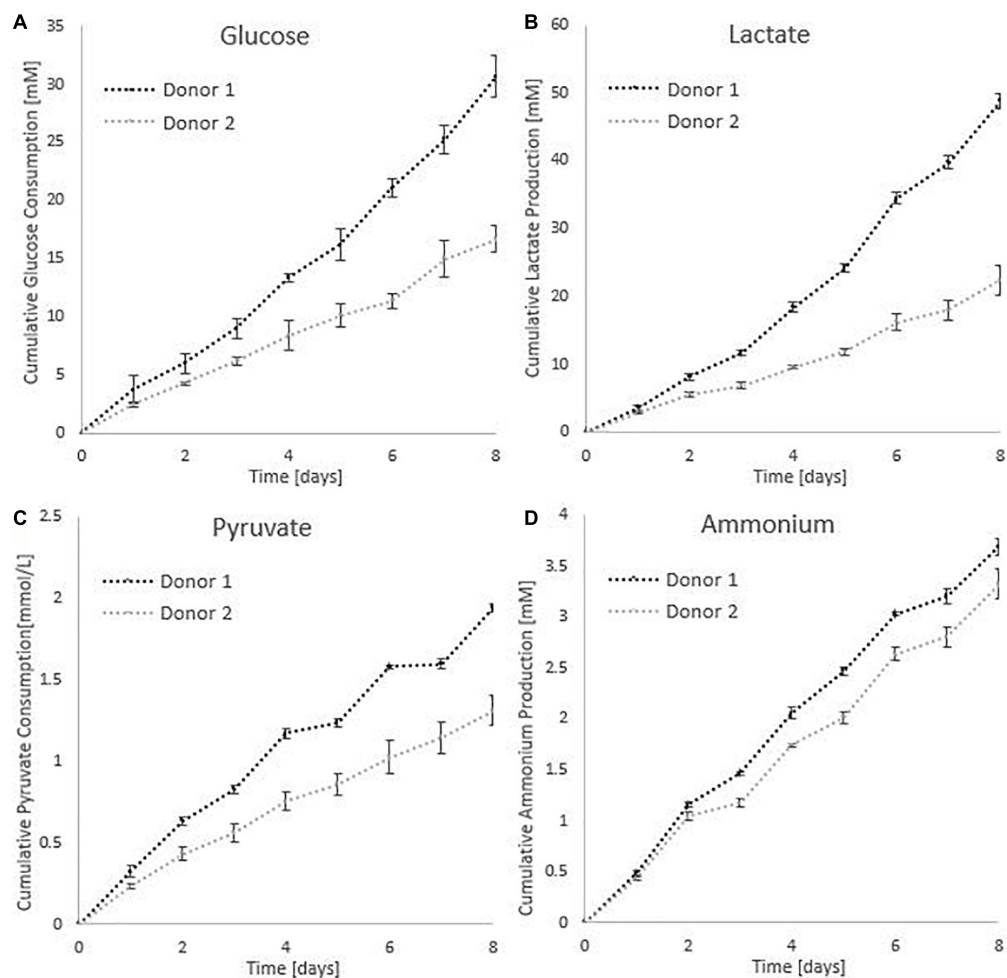 A
Glucose
Cumulative Glucose Consumption [mM]
35
30
25
20
15
10
5
0
Donor 1
Donor 2
0 2 4 6 8
Time [days]
B
Lactate
Cumulative Lactate Production [mM]
60
50
40
30
20
10
0
Donor 1
Donor 2
0 2 4 6 8
Time [days]
C
Pyruvate
Cumulative Pyruvate Consumption[mmol/L]
2.5
2
1.5
1
0.5
0
Donor 1
Donor 2
0 2 4 6 8
Time [days]
D
Ammonium
Cumulative Ammonium Production [mM]
4
3.5
3
2.5
2
1.5
1
0.5
0
Donor 1
Donor 2
0 2 4 6 8
Time [days]